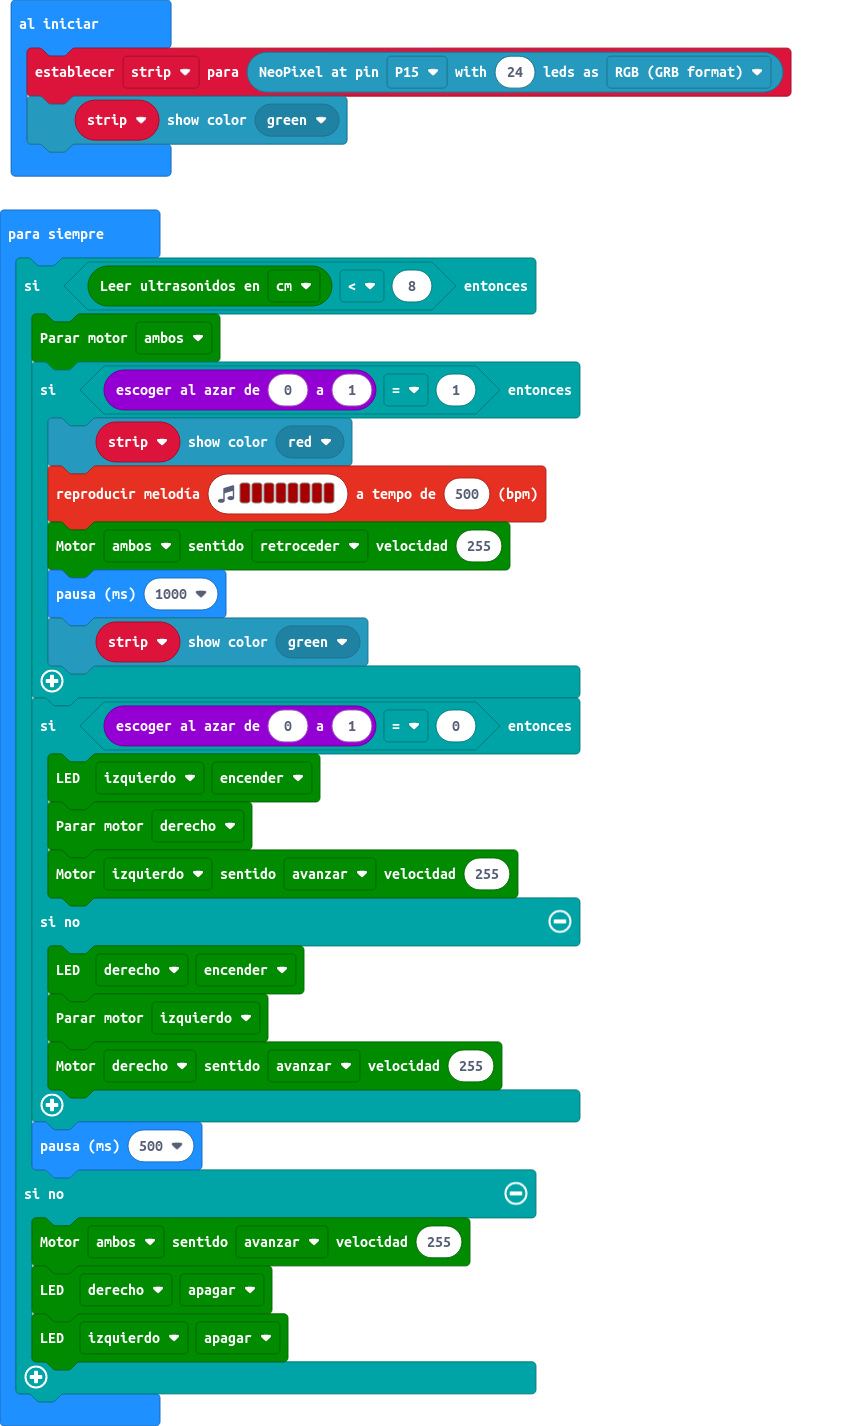 al iniciar
establecer strip para NeoPixel at pin P15 with 24 leds as RGB (GRB format)
strip show color green
para siempre
si Leer ultrasonidos en cm < 8 entonces
Parar motor ambos
si escoger al azar de 0 a 1 = 1 entonces
strip show color red
reproducir melodía a tempo de 500 (bpm)
Motor ambos sentido retroceder velocidad 255
pausa (ms) 1000
strip show color green
si escoger al azar de 0 a 1 = 0 entonces
LED izquierdo encender
Parar motor derecho
Motor izquierdo sentido avanzar velocidad 255
si no
LED derecho encender
Parar motor izquierdo
Motor derecho sentido avanzar velocidad 255
pausa (ms) 500
si no
Motor ambos sentido avanzar velocidad 255
LED derecho apagar
LED izquierdo apagar